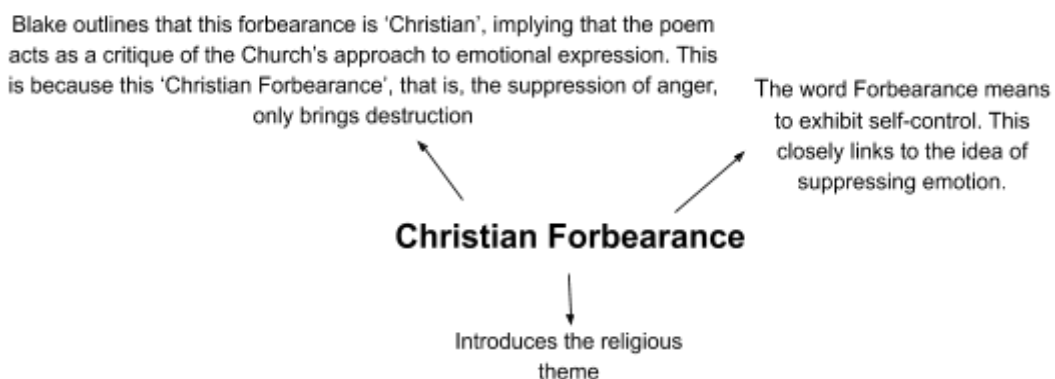 Blake outlines that this forbearance is ‘Christian’, implying that the poem
acts as a critique of the Church’s approach to emotional expression. This
is because this ‘Christian Forbearance’, that is, the suppression of anger,
only brings destruction
The word Forbearance means
to exhibit self-control. This
closely links to the idea of
suppressing emotion.
Christian Forbearance
Introduces the religious
theme